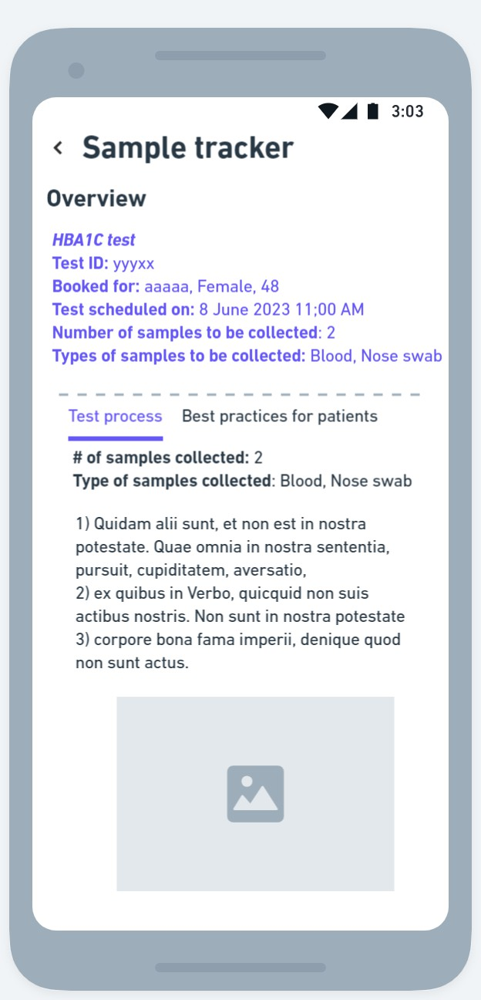 3:03
Sample tracker
Overview
HBA1C test
Test ID: yyyxx
Booked for: aaaaa, Female, 48
Test scheduled on: 8 June 2023 11;00 AM
Number of samples to be collected: 2
Types of samples to be collected: Blood, Nose swab
Test process Best practices for patients
# of samples collected: 2
Type of samples collected: Blood, Nose swab
1) Quidam alii sunt, et non est in nostra
potestate. Quae omnia in nostra sententia,
pursuit, cupiditatem, aversatio,
2) ex quibus in Verbo, quicquid non suis
actibus nostris. Non sunt in nostra potestate
3) corpore bona fama imperii, denique quod
non sunt actus.